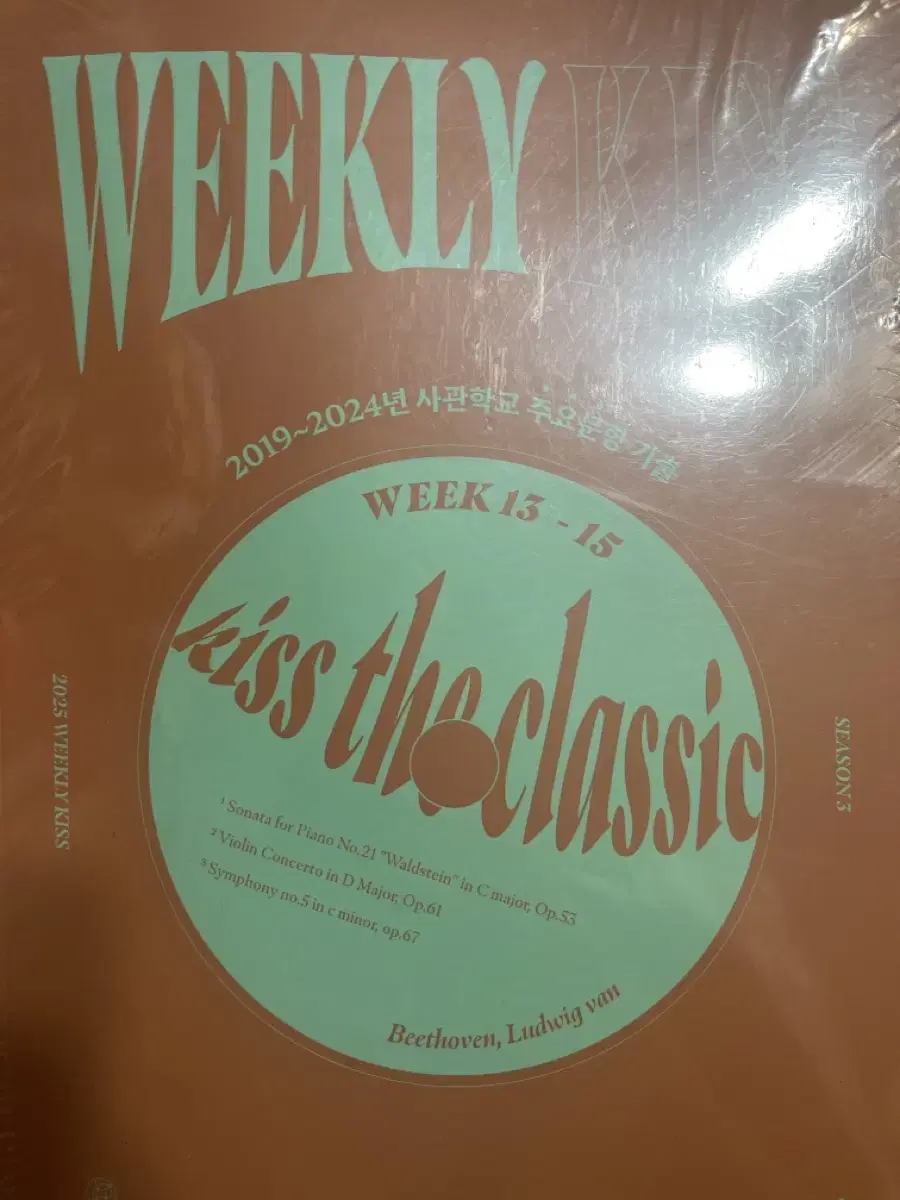 WEEKLY KISS
2019~2024년 사관학교 주요문항 기출
WEEK 13 - 15
kiss the classic
1 Sonata for Piano No.21 "Waldstein" in C major, Op.53
2 Violin Concerto in D Major, Op.61
3 Symphony no.5 in c minor, op.67
Beethoven, Ludwig van
2025 WEEKLY KISS
SEASON 3